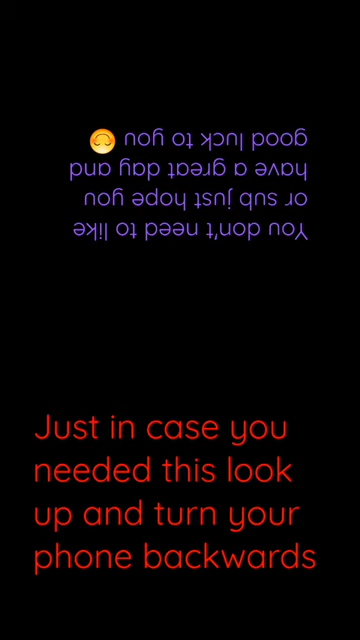 You don't need to like
or sub just hope you
have a great day and
good luck to you 🙃
Just in case you
needed this look
up and turn your
phone backwards